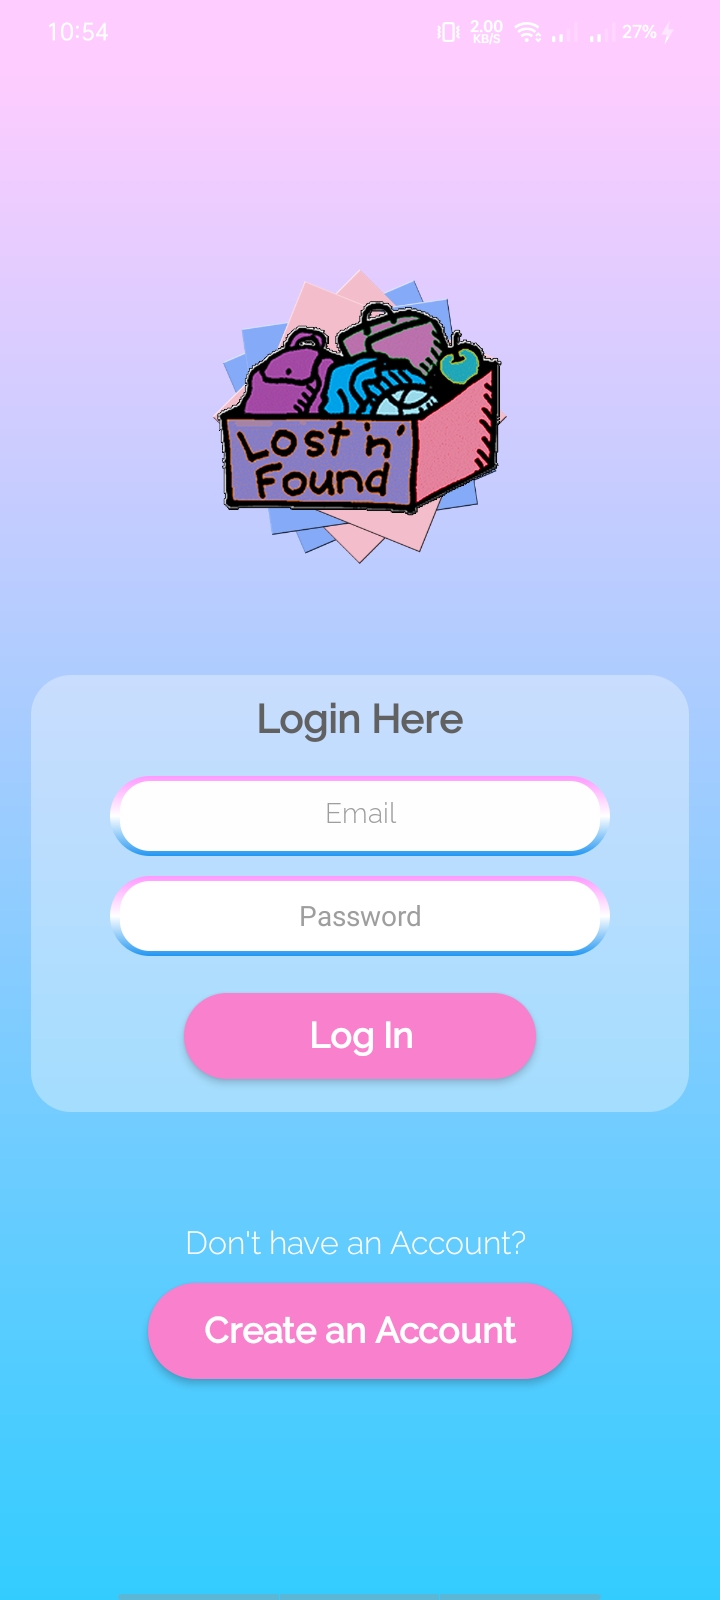 10:54
2.00
KB/S
27%
Lost 'n'
Found
Login Here
Email
Password
Log In
Don't have an Account?
Create an Account